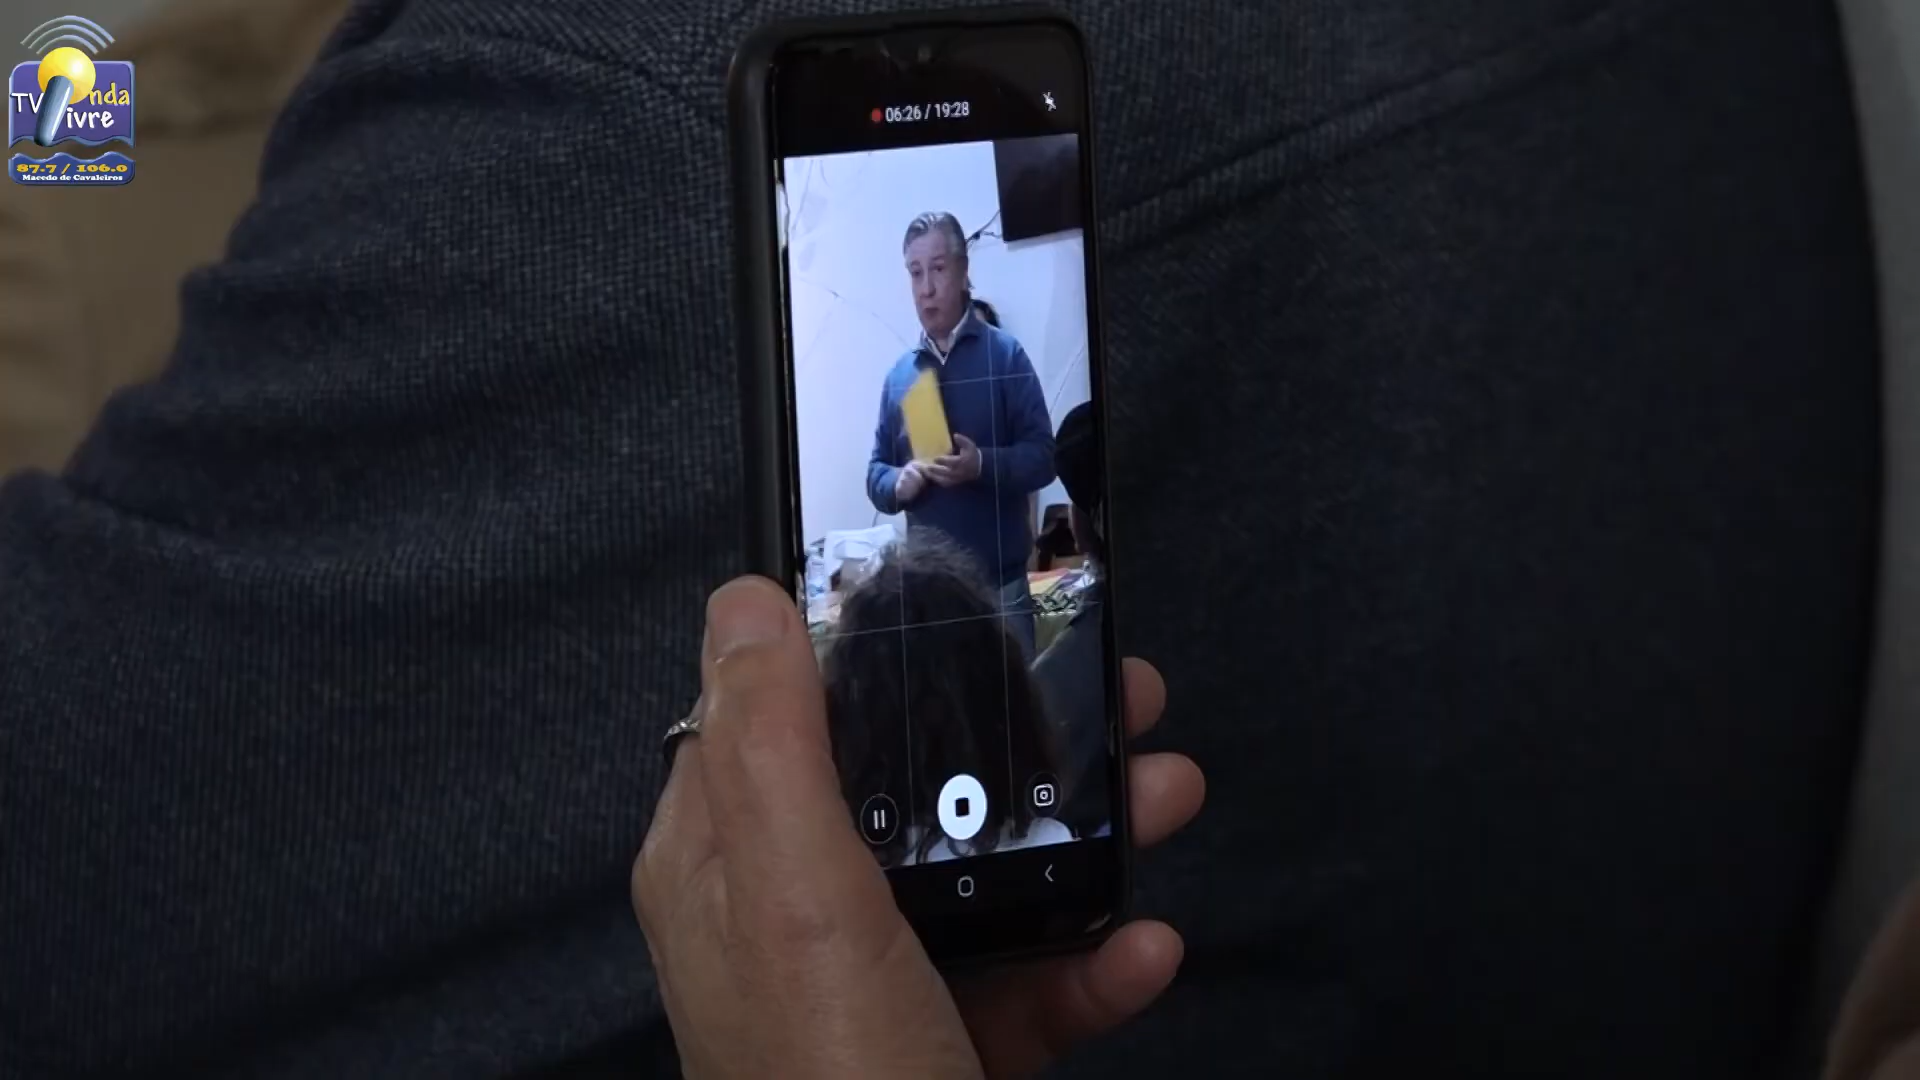 TV Onda
Livre
87.7 / 106.0
Macedo de Cavaleiros
06:26 / 19:28